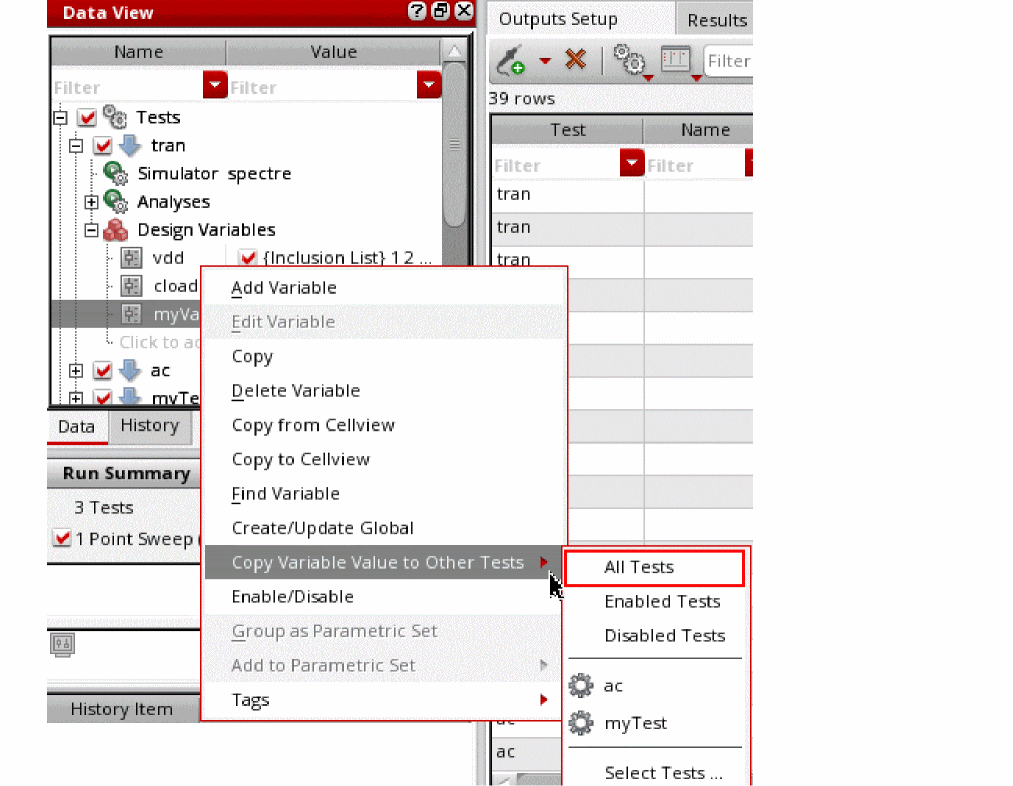 Data View
Name Value
Filter Filter
Tests
tran
Simulator spectre
Analyses
Design Variables
vdd {Inclusion List} 1 2 ...
cload
myVa
Click to ad
ac
myTe
Data History
Run Summary
3 Tests
1 Point Sweep (
History Item
Add Variable
Edit Variable
Copy
Delete Variable
Copy from Cellview
Copy to Cellview
Find Variable
Create/Update Global
Copy Variable Value to Other Tests
Enable/Disable
Group as Parametric Set
Add to Parametric Set
Tags
All Tests
Enabled Tests
Disabled Tests
ac
myTest
Select Tests ...
Outputs Setup Results
Filter
39 rows
Test Name
Filter Filter
tran
tran
tran
ac
ac